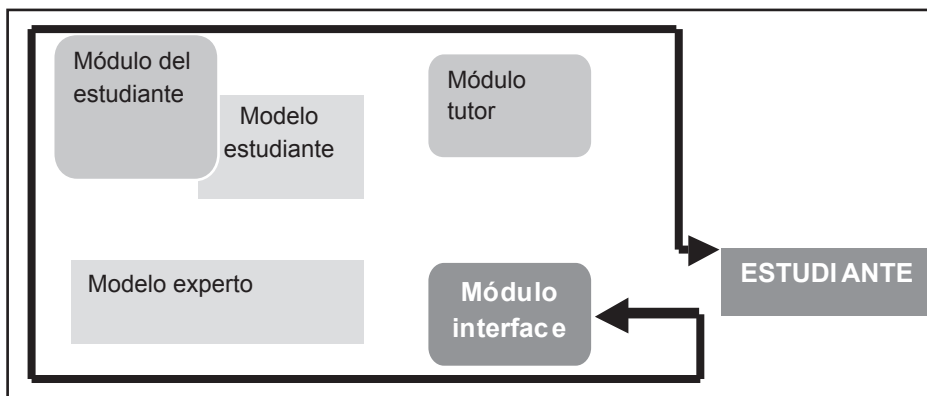 Módulo del
estudiante
Modelo
estudiante
Módulo
tutor
Modelo experto
Módulo
interface
ESTUDIANTE